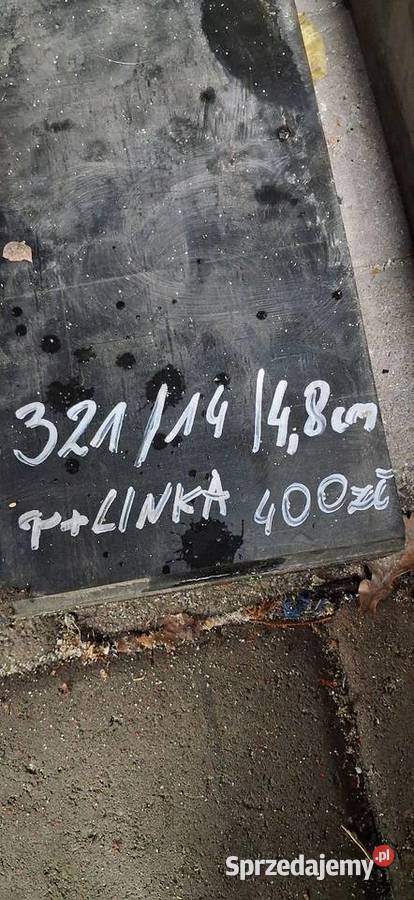 321/14/4,8cm
+LINKA 400zł
Sprzedajemy.pl